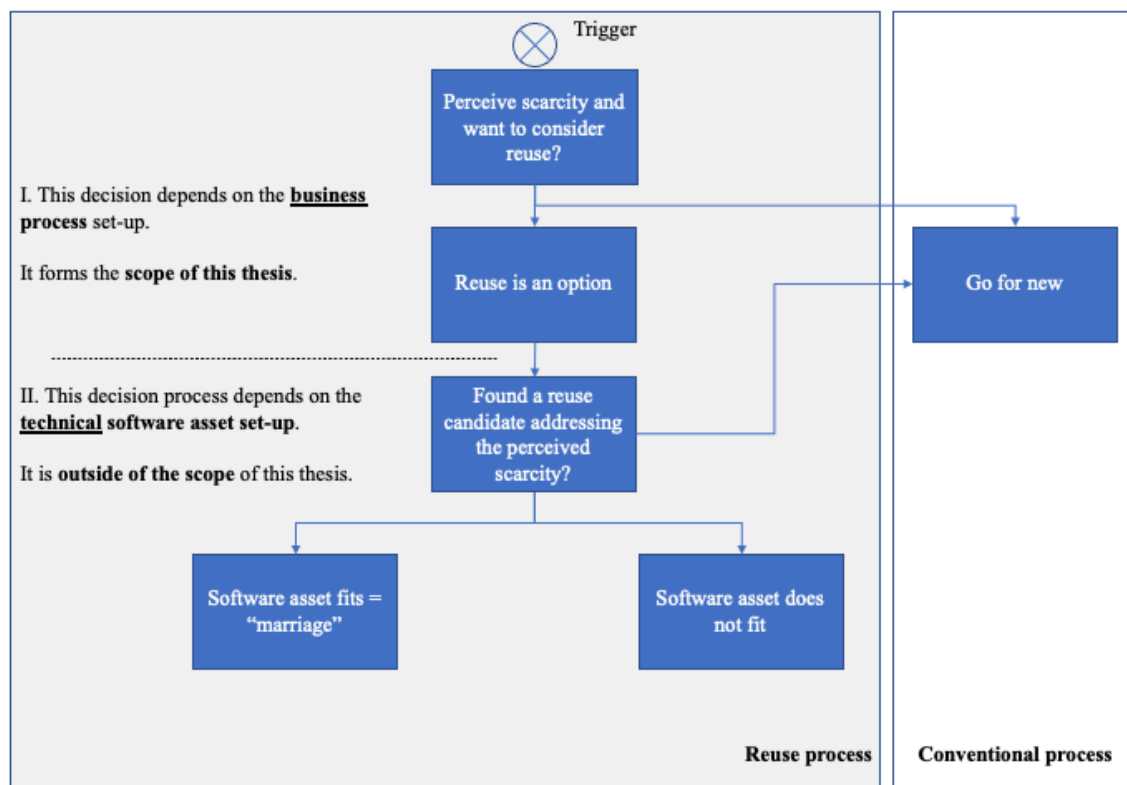 Trigger
Perceive scarcity and
want to consider
reuse?
I. This decision depends on the business
process set-up.
It forms the scope of this thesis.
Reuse is an option
Go for new
II. This decision process depends on the
technical software asset set-up.
It is outside of the scope of this thesis.
Found a reuse
candidate addressing
the perceived
scarcity?
Software asset fits =
“marriage”
Software asset does
not fit
Reuse process
Conventional process